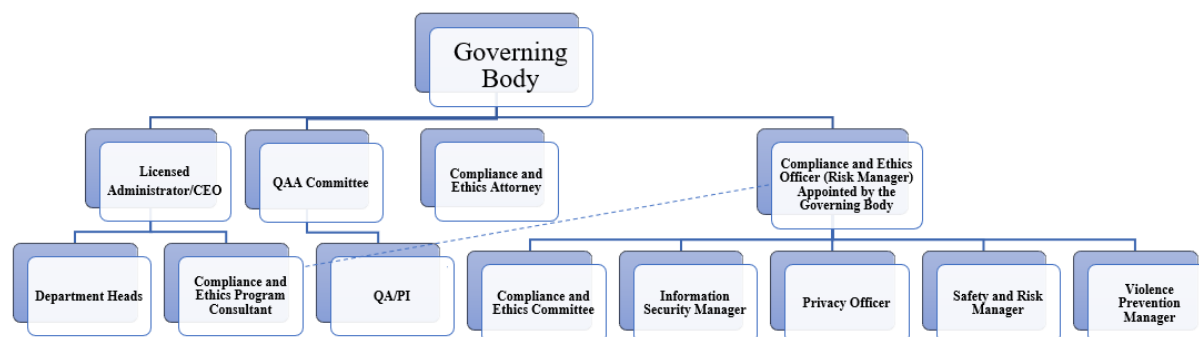 Governing
Body
Licensed
Administrator/CEO
QAA Committee
Compliance and
Ethics Attorney
Compliance and Ethics
Officer (Risk Manager)
Appointed by the
Governing Body
Department Heads
Compliance and
Ethics Program
Consultant
QA/PI
Compliance and
Ethics Committee
Information
Security Manager
Privacy Officer
Safety and Risk
Manager
Violence
Prevention
Manager